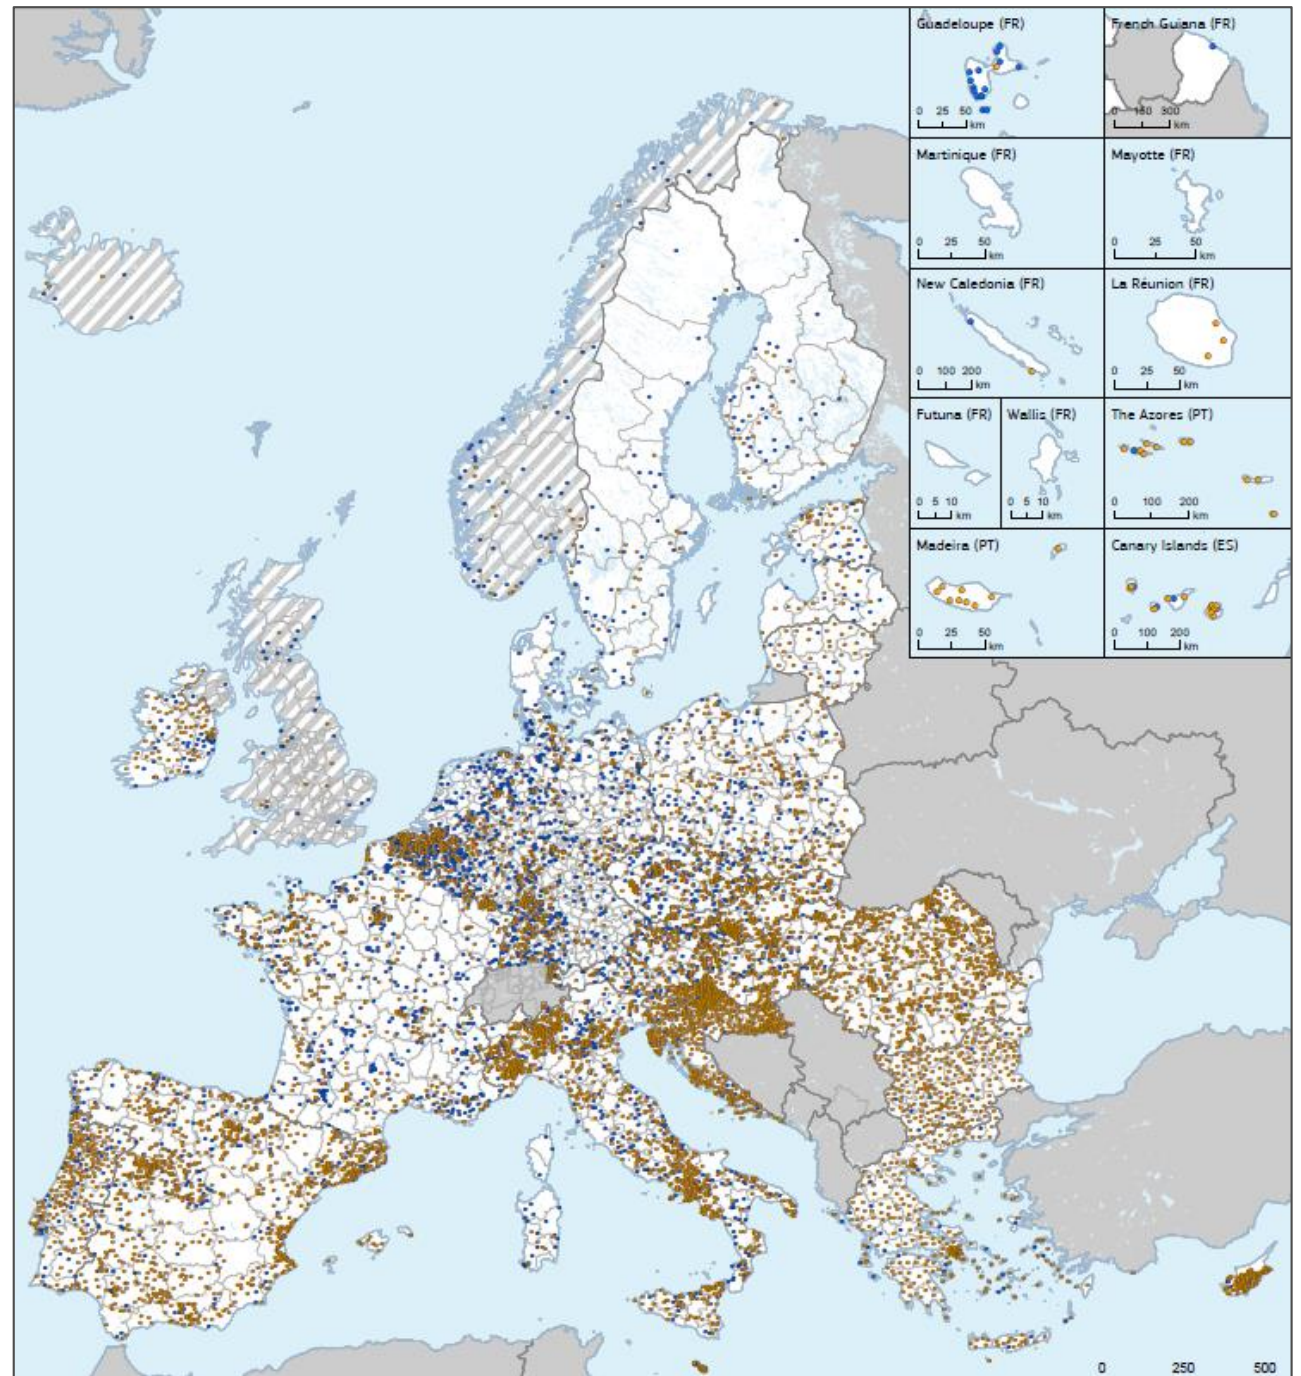 Guadeloupe (FR)
0 25 50
km
French Guiana (FR)
0 150 300
km
Martinique (FR)
0 25 50
km
Mayotte (FR)
0 25 50
km
New Caledonia (FR)
0 100 200
km
La Réunion (FR)
0 25 50
km
Futuna (FR)
0 5 10
km
Wallis (FR)
0 5 10
km
The Azores (PT)
0 100 200
km
Madeira (PT)
0 25 50
km
Canary Islands (ES)
0 100 200
km
0 250 500